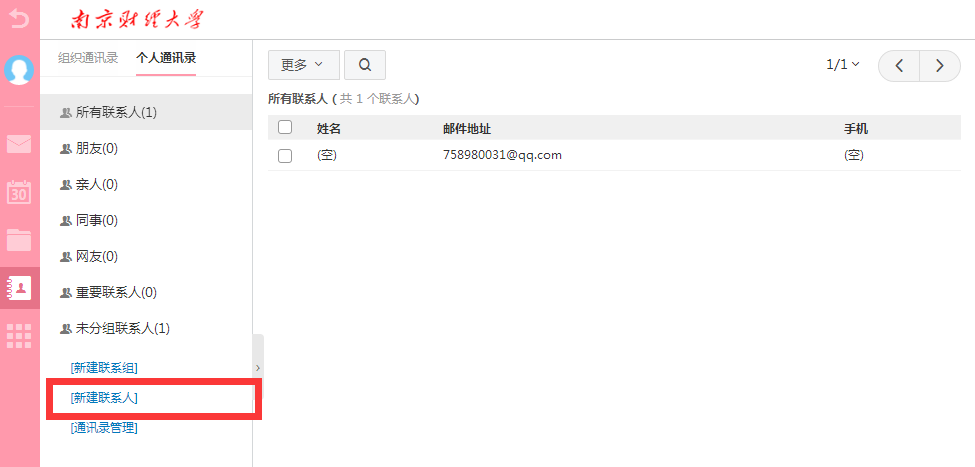 南京财经大学
组织通讯录 个人通讯录
所有联系人(1)
朋友(0)
亲人(0)
同事(0)
网友(0)
重要联系人(0)
未分组联系人(1)
[新建联系组]
[新建联系人]
[通讯录管理]
30
更多
1/1
所有联系人 ( 共 1 个联系人)
姓名 邮件地址 手机
(空) 758980031@qq.com (空)